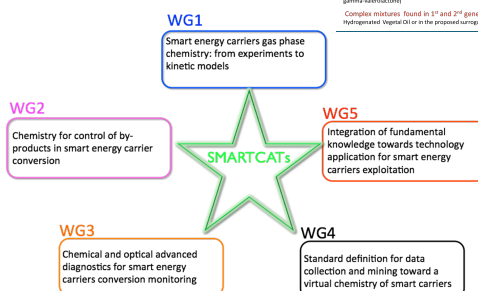 gamma-valerolactone)
Complex mixtures found in 1st and 2nd gene
Hydrogenated Vegetal Oil or in the proposed surrog
WG1
Smart energy carriers gas phase
chemistry: from experiments to
kinetic models
WG2
Chemistry for control of by-
products in smart energy carrier
conversion
SMARTCATs
WG5
Integration of fundamental
knowledge towards technology
application for smart energy
carriers exploitation
WG3
Chemical and optical advanced
diagnostics for smart energy
carriers conversion monitoring
WG4
Standard definition for data
collection and mining toward a
virtual chemistry of smart carriers